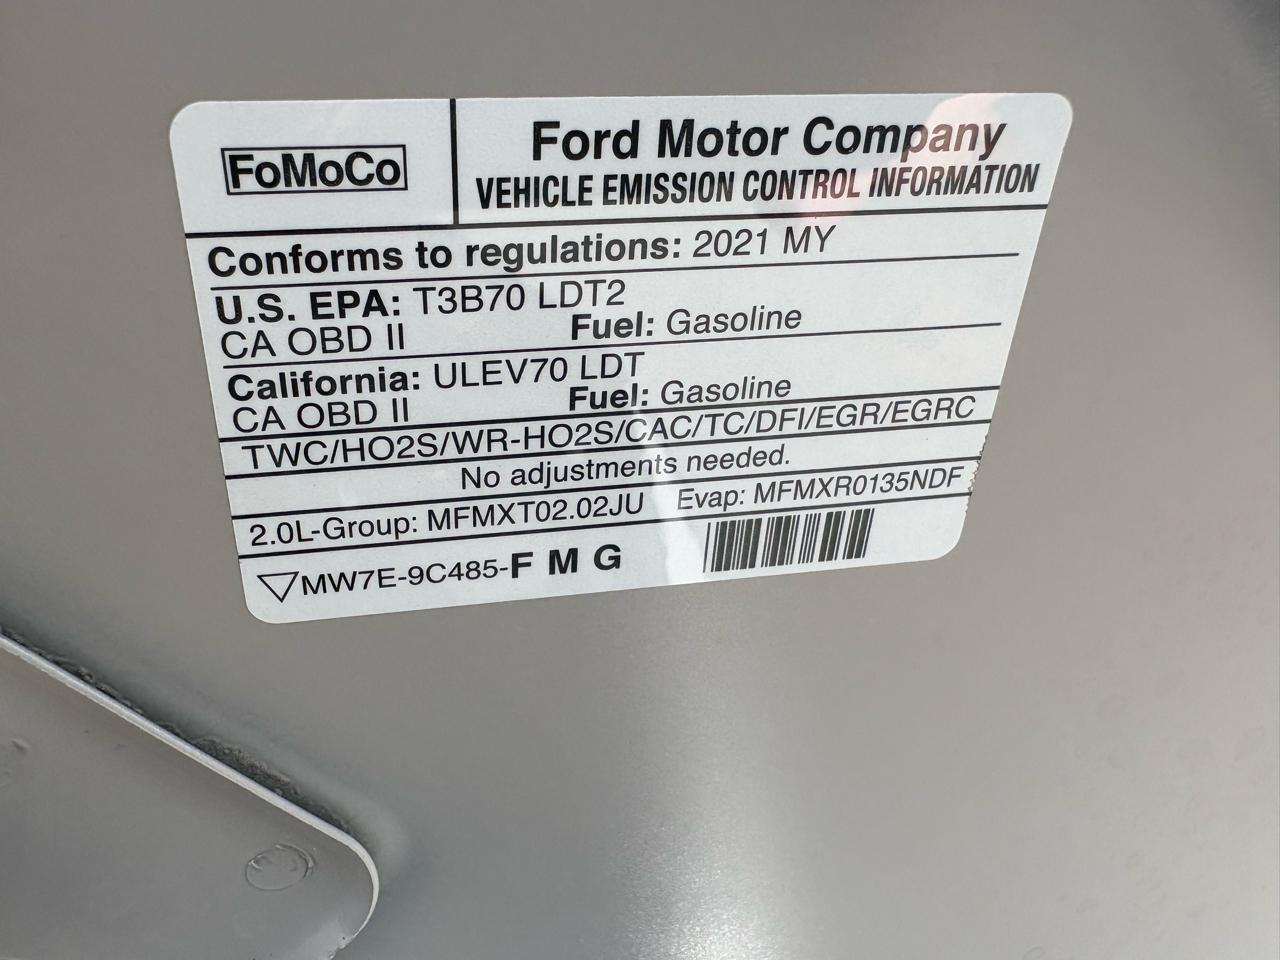 FoMoCo
Ford Motor Company
VEHICLE EMISSION CONTROL INFORMATION
Conforms to regulations: 2021 MY
U.S. EPA: T3B70 LDT2
CA OBD II Fuel: Gasoline
California: ULEV70 LDT
CA OBD II Fuel: Gasoline
TWC/HO2S/WR-HO2S/CAC/TC/DFI/EGR/EGRC
No adjustments needed.
2.0L-Group: MFMXT02.02JU Evap: MFMXR0135NDF
MW7E-9C485-F M G